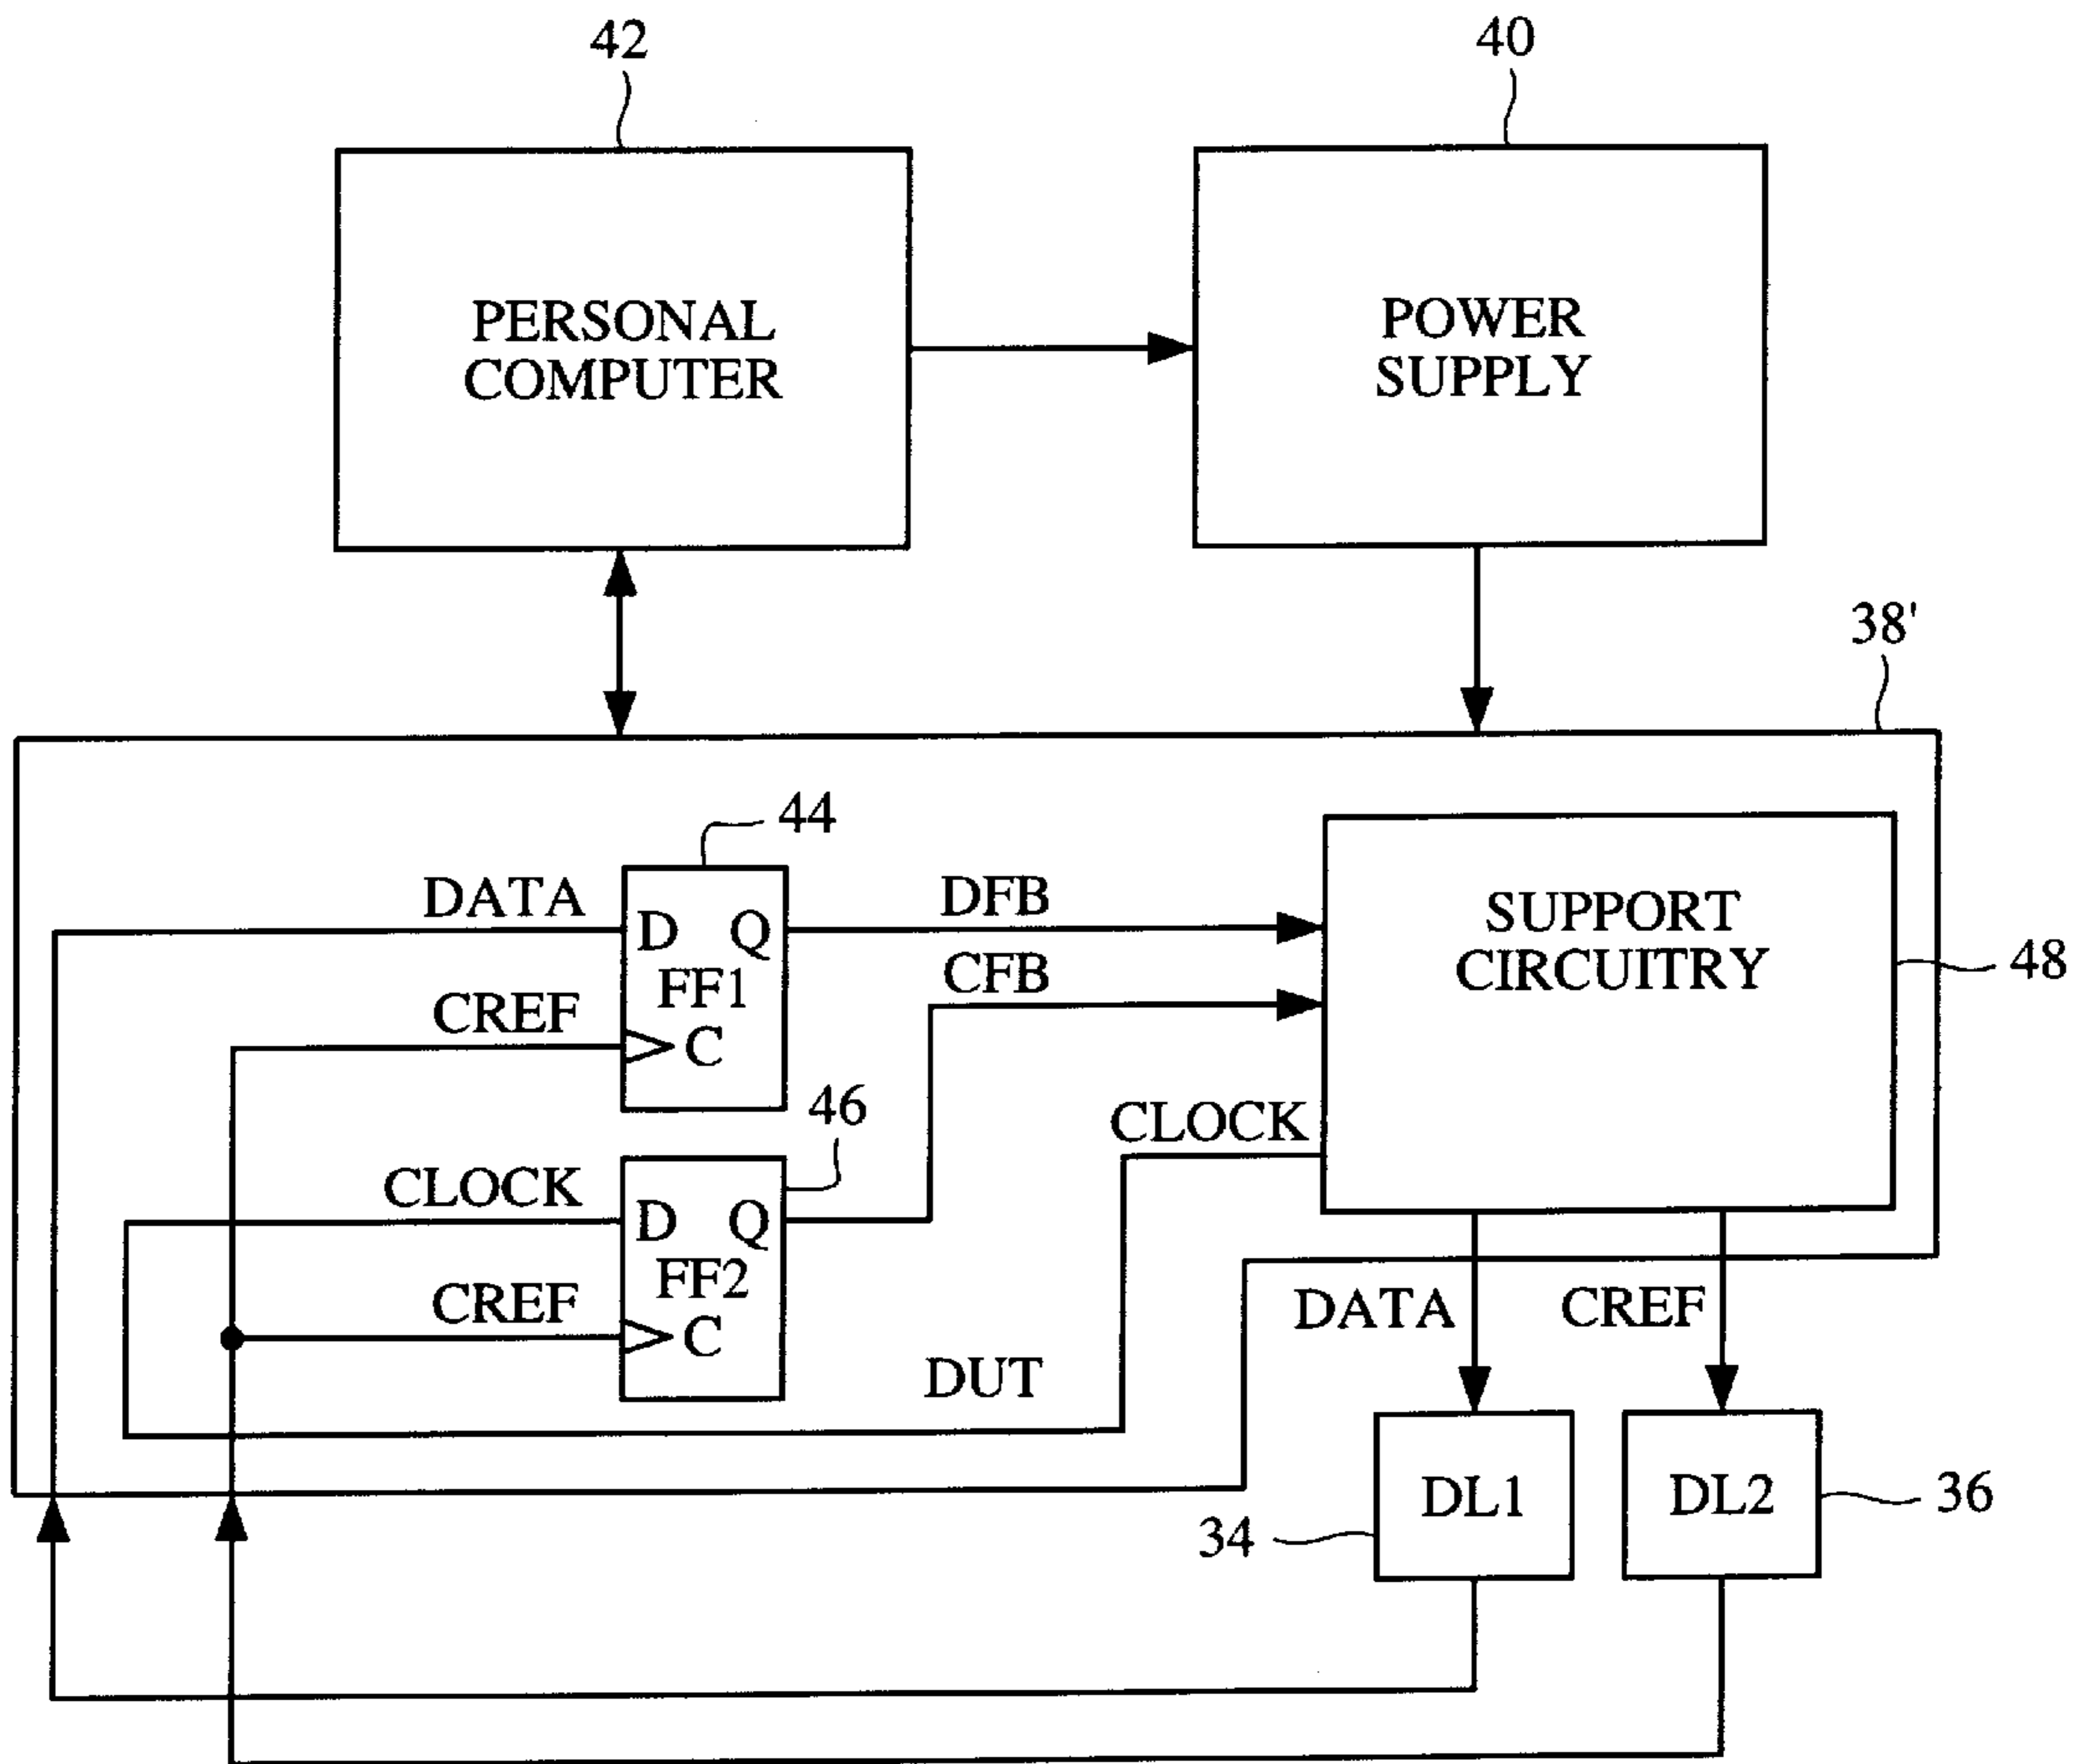 42
40
PERSONAL
COMPUTER
POWER
SUPPLY
38'
44
DATA
D Q
FF1
C
CREF
DFB
CFB
SUPPORT
CIRCUITRY
48
46
CLOCK
CLOCK
D Q
FF2
C
CREF
DUT
DATA
CREF
DL1
DL2
34
36